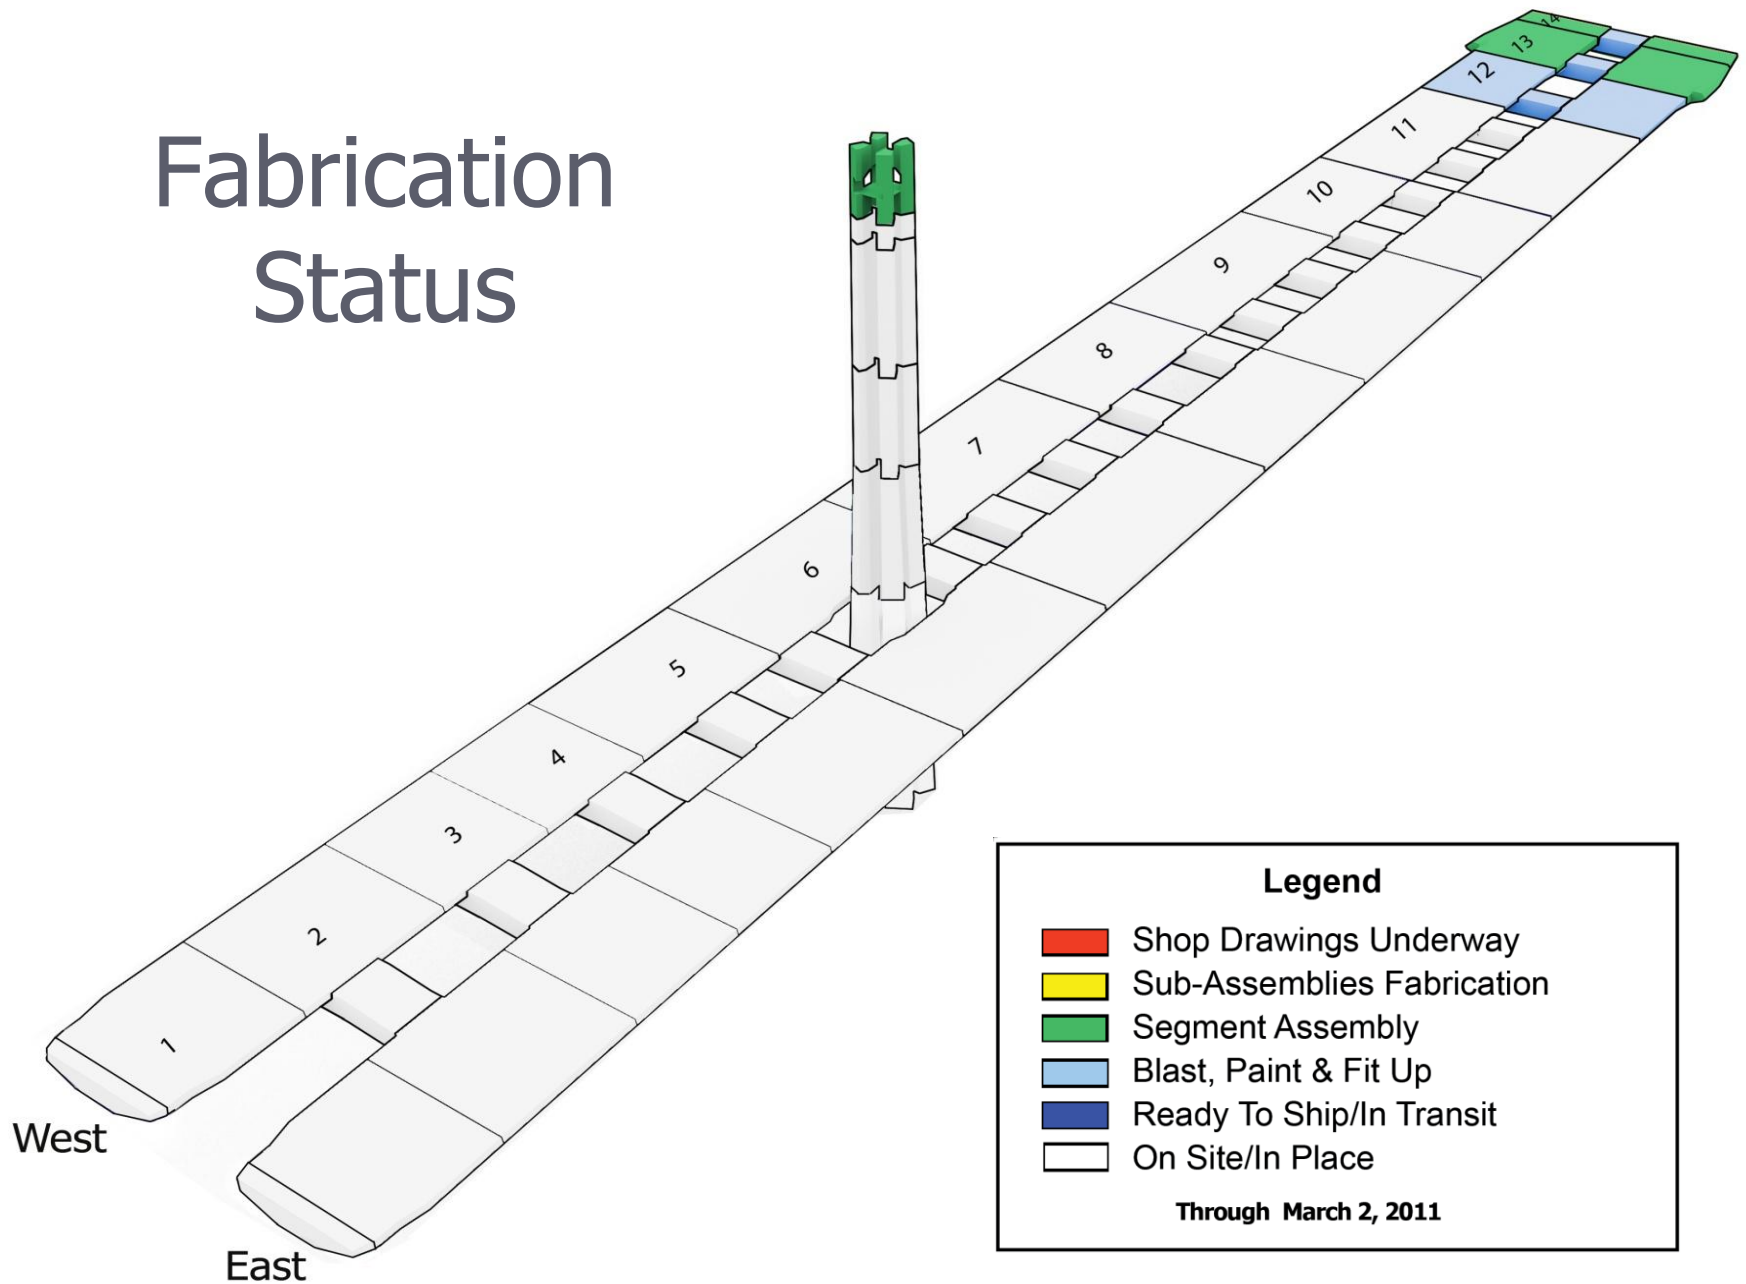 Fabrication
Status
14
13
12
11
10
9
8
7
6
5
4
3
2
1
West
East
Legend
Shop Drawings Underway
Sub-Assemblies Fabrication
Segment Assembly
Blast, Paint & Fit Up
Ready To Ship/In Transit
On Site/In Place
Through March 2, 2011